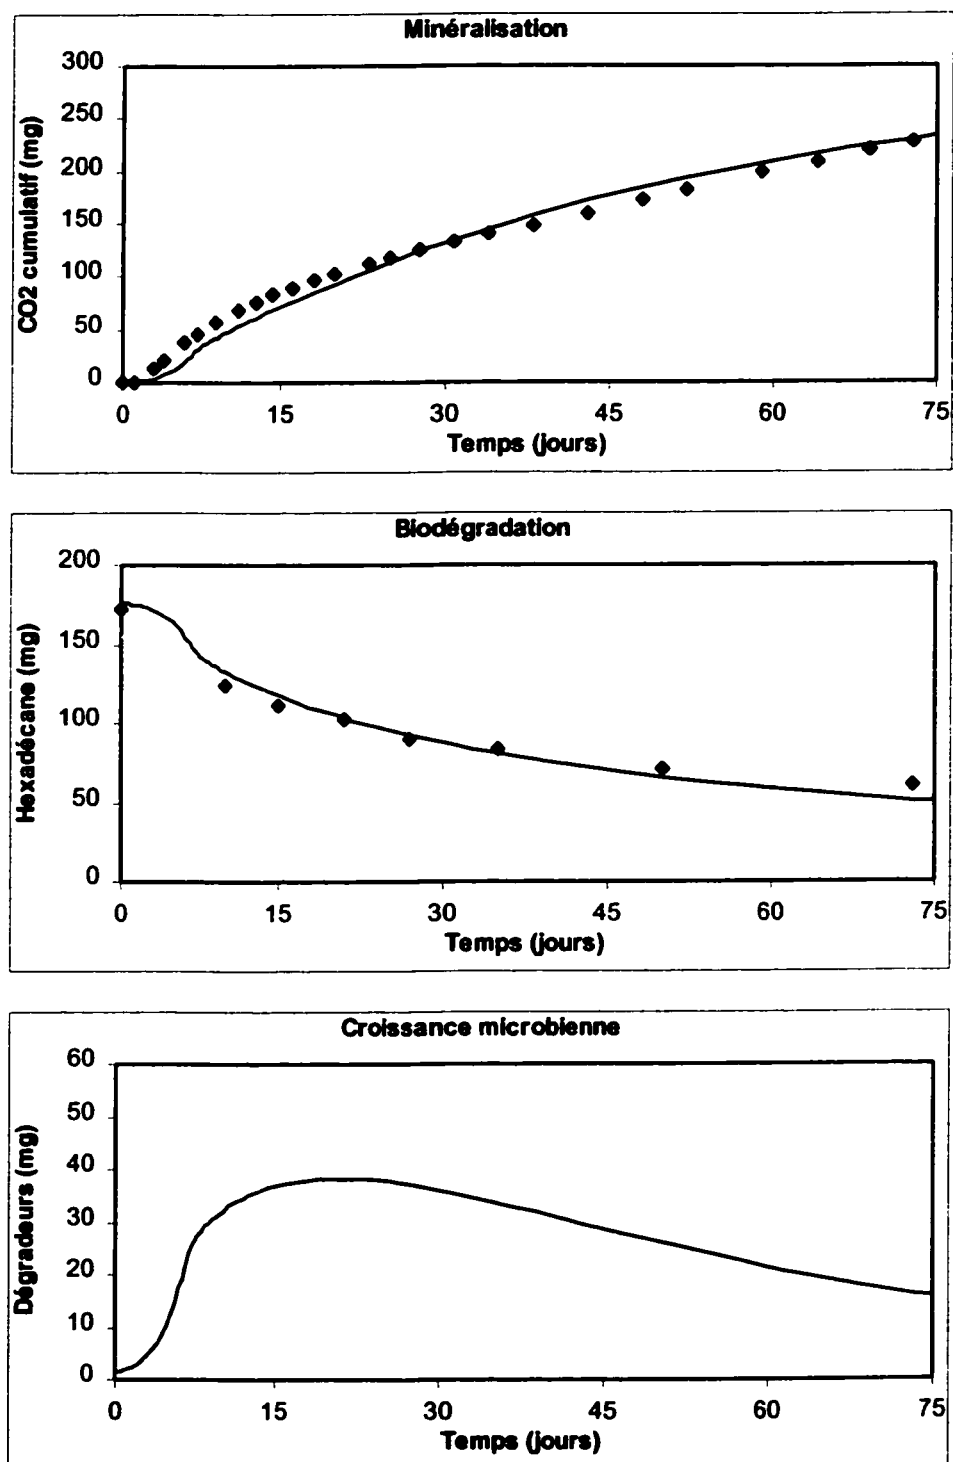 Minéralisation
300
250
200
150
100
50
0
CO2 cumulatif (mg)
0 15 30 45 60 75
Temps (jours)
Biodégradation
200
150
100
50
0
Hexadécane (mg)
0 15 30 45 60 75
Temps (jours)
Croissance microbienne
60
50
40
30
20
10
0
Dégradeurs (mg)
0 15 30 45 60 75
Temps (jours)